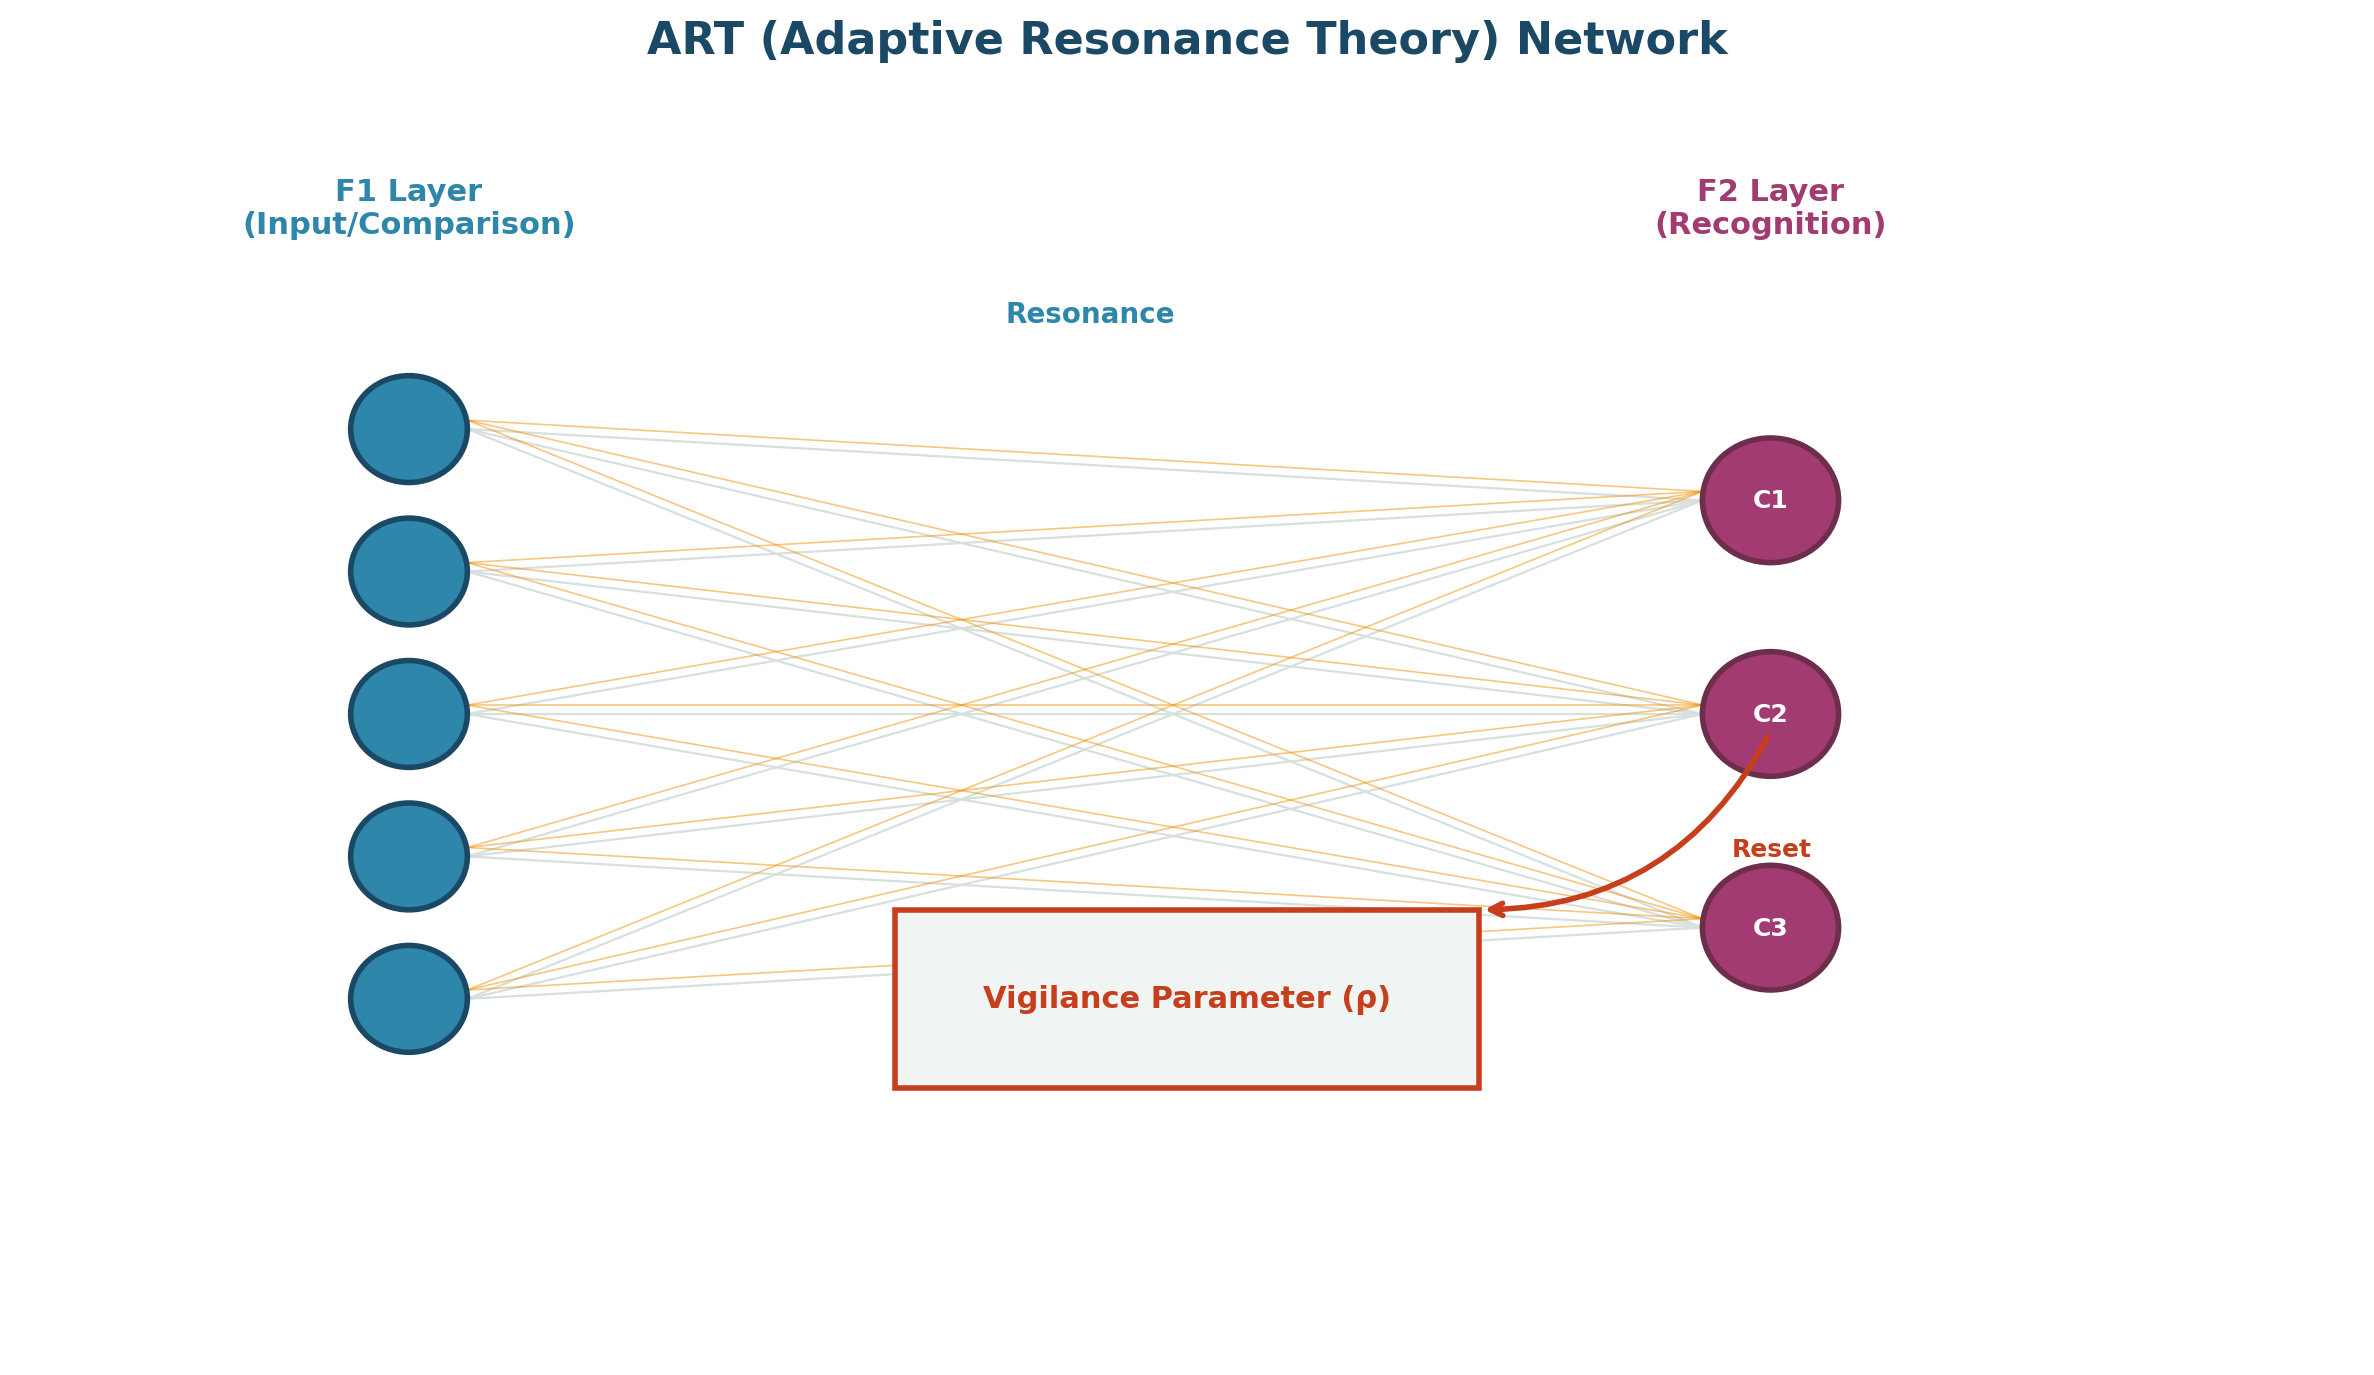 ART (Adaptive Resonance Theory) Network
F1 Layer
(Input/Comparison)
F2 Layer
(Recognition)
Resonance
C1
C2
Reset
C3
Vigilance Parameter (ρ)